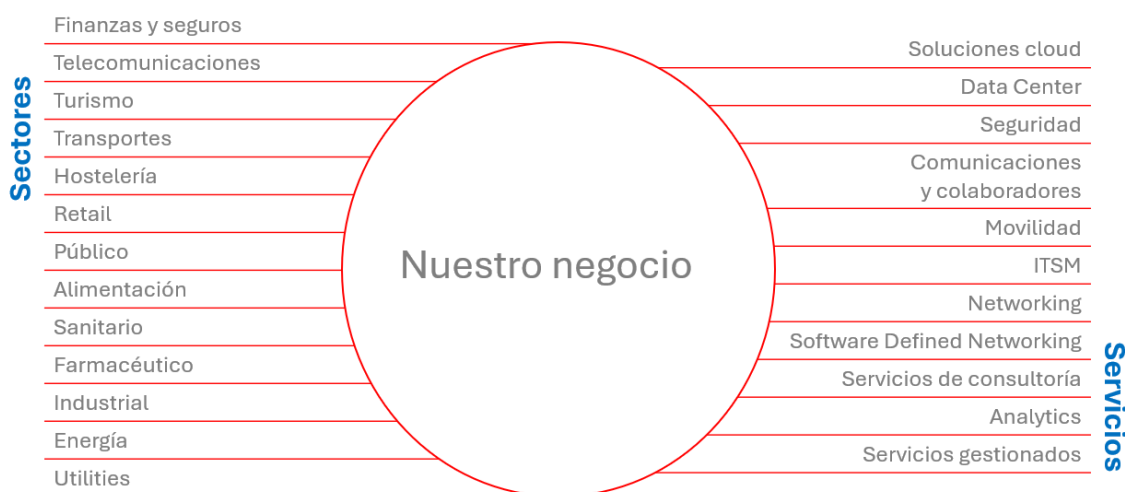 Sectores
Finanzas y seguros
Telecomunicaciones
Turismo
Transportes
Hostelería
Retail
Público
Alimentación
Sanitario
Farmacéutico
Industrial
Energía
Utilities
Nuestro negocio
Soluciones cloud
Data Center
Seguridad
Comunicaciones
y colaboradores
Movilidad
ITSM
Networking
Software Defined Networking
Servicios de consultoría
Analytics
Servicios gestionados
Servicios